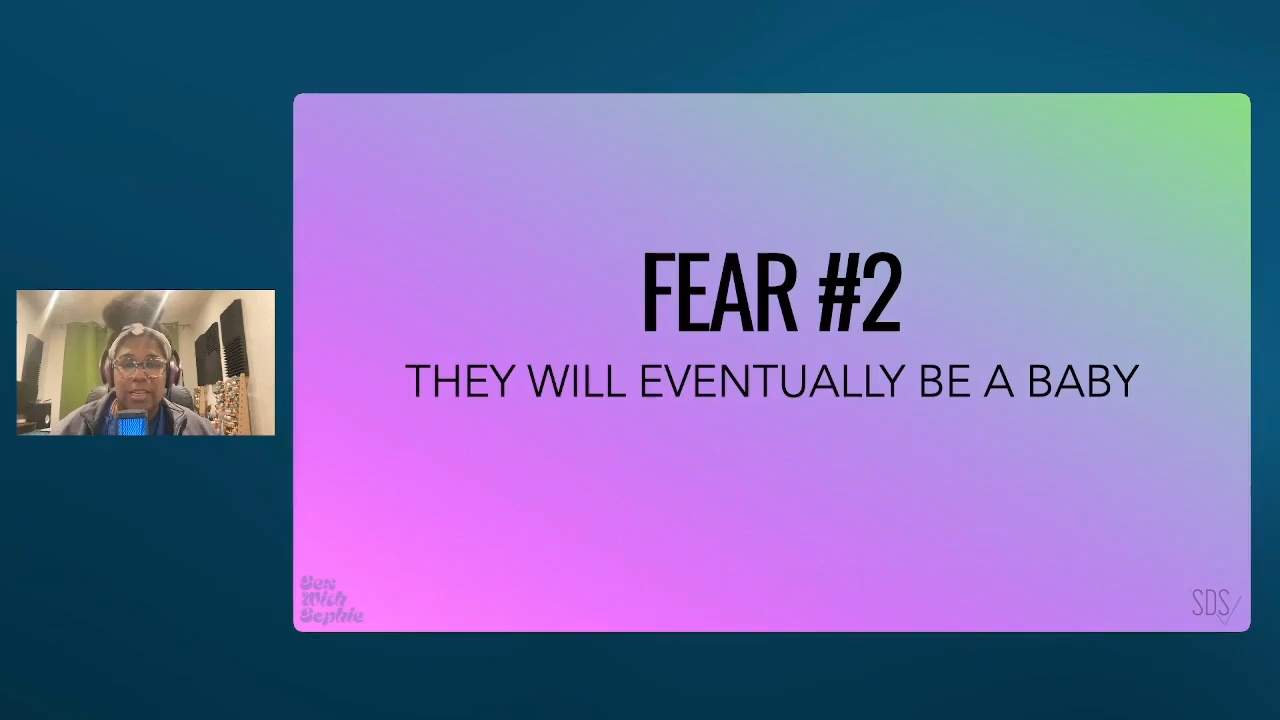 FEAR #2
THEY WILL EVENTUALLY BE A BABY
Sex
With
Sophie
SDS